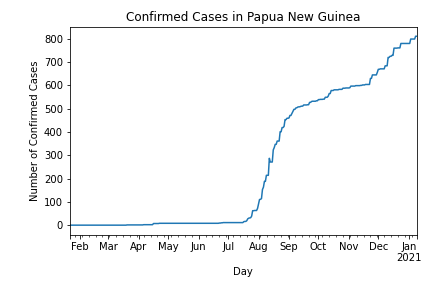 Confirmed Cases in Papua New Guinea
Number of Confirmed Cases
800
700
600
500
400
300
200
100
0
Feb Mar Apr May Jun Jul Aug Sep Oct Nov Dec Jan
2021
Day